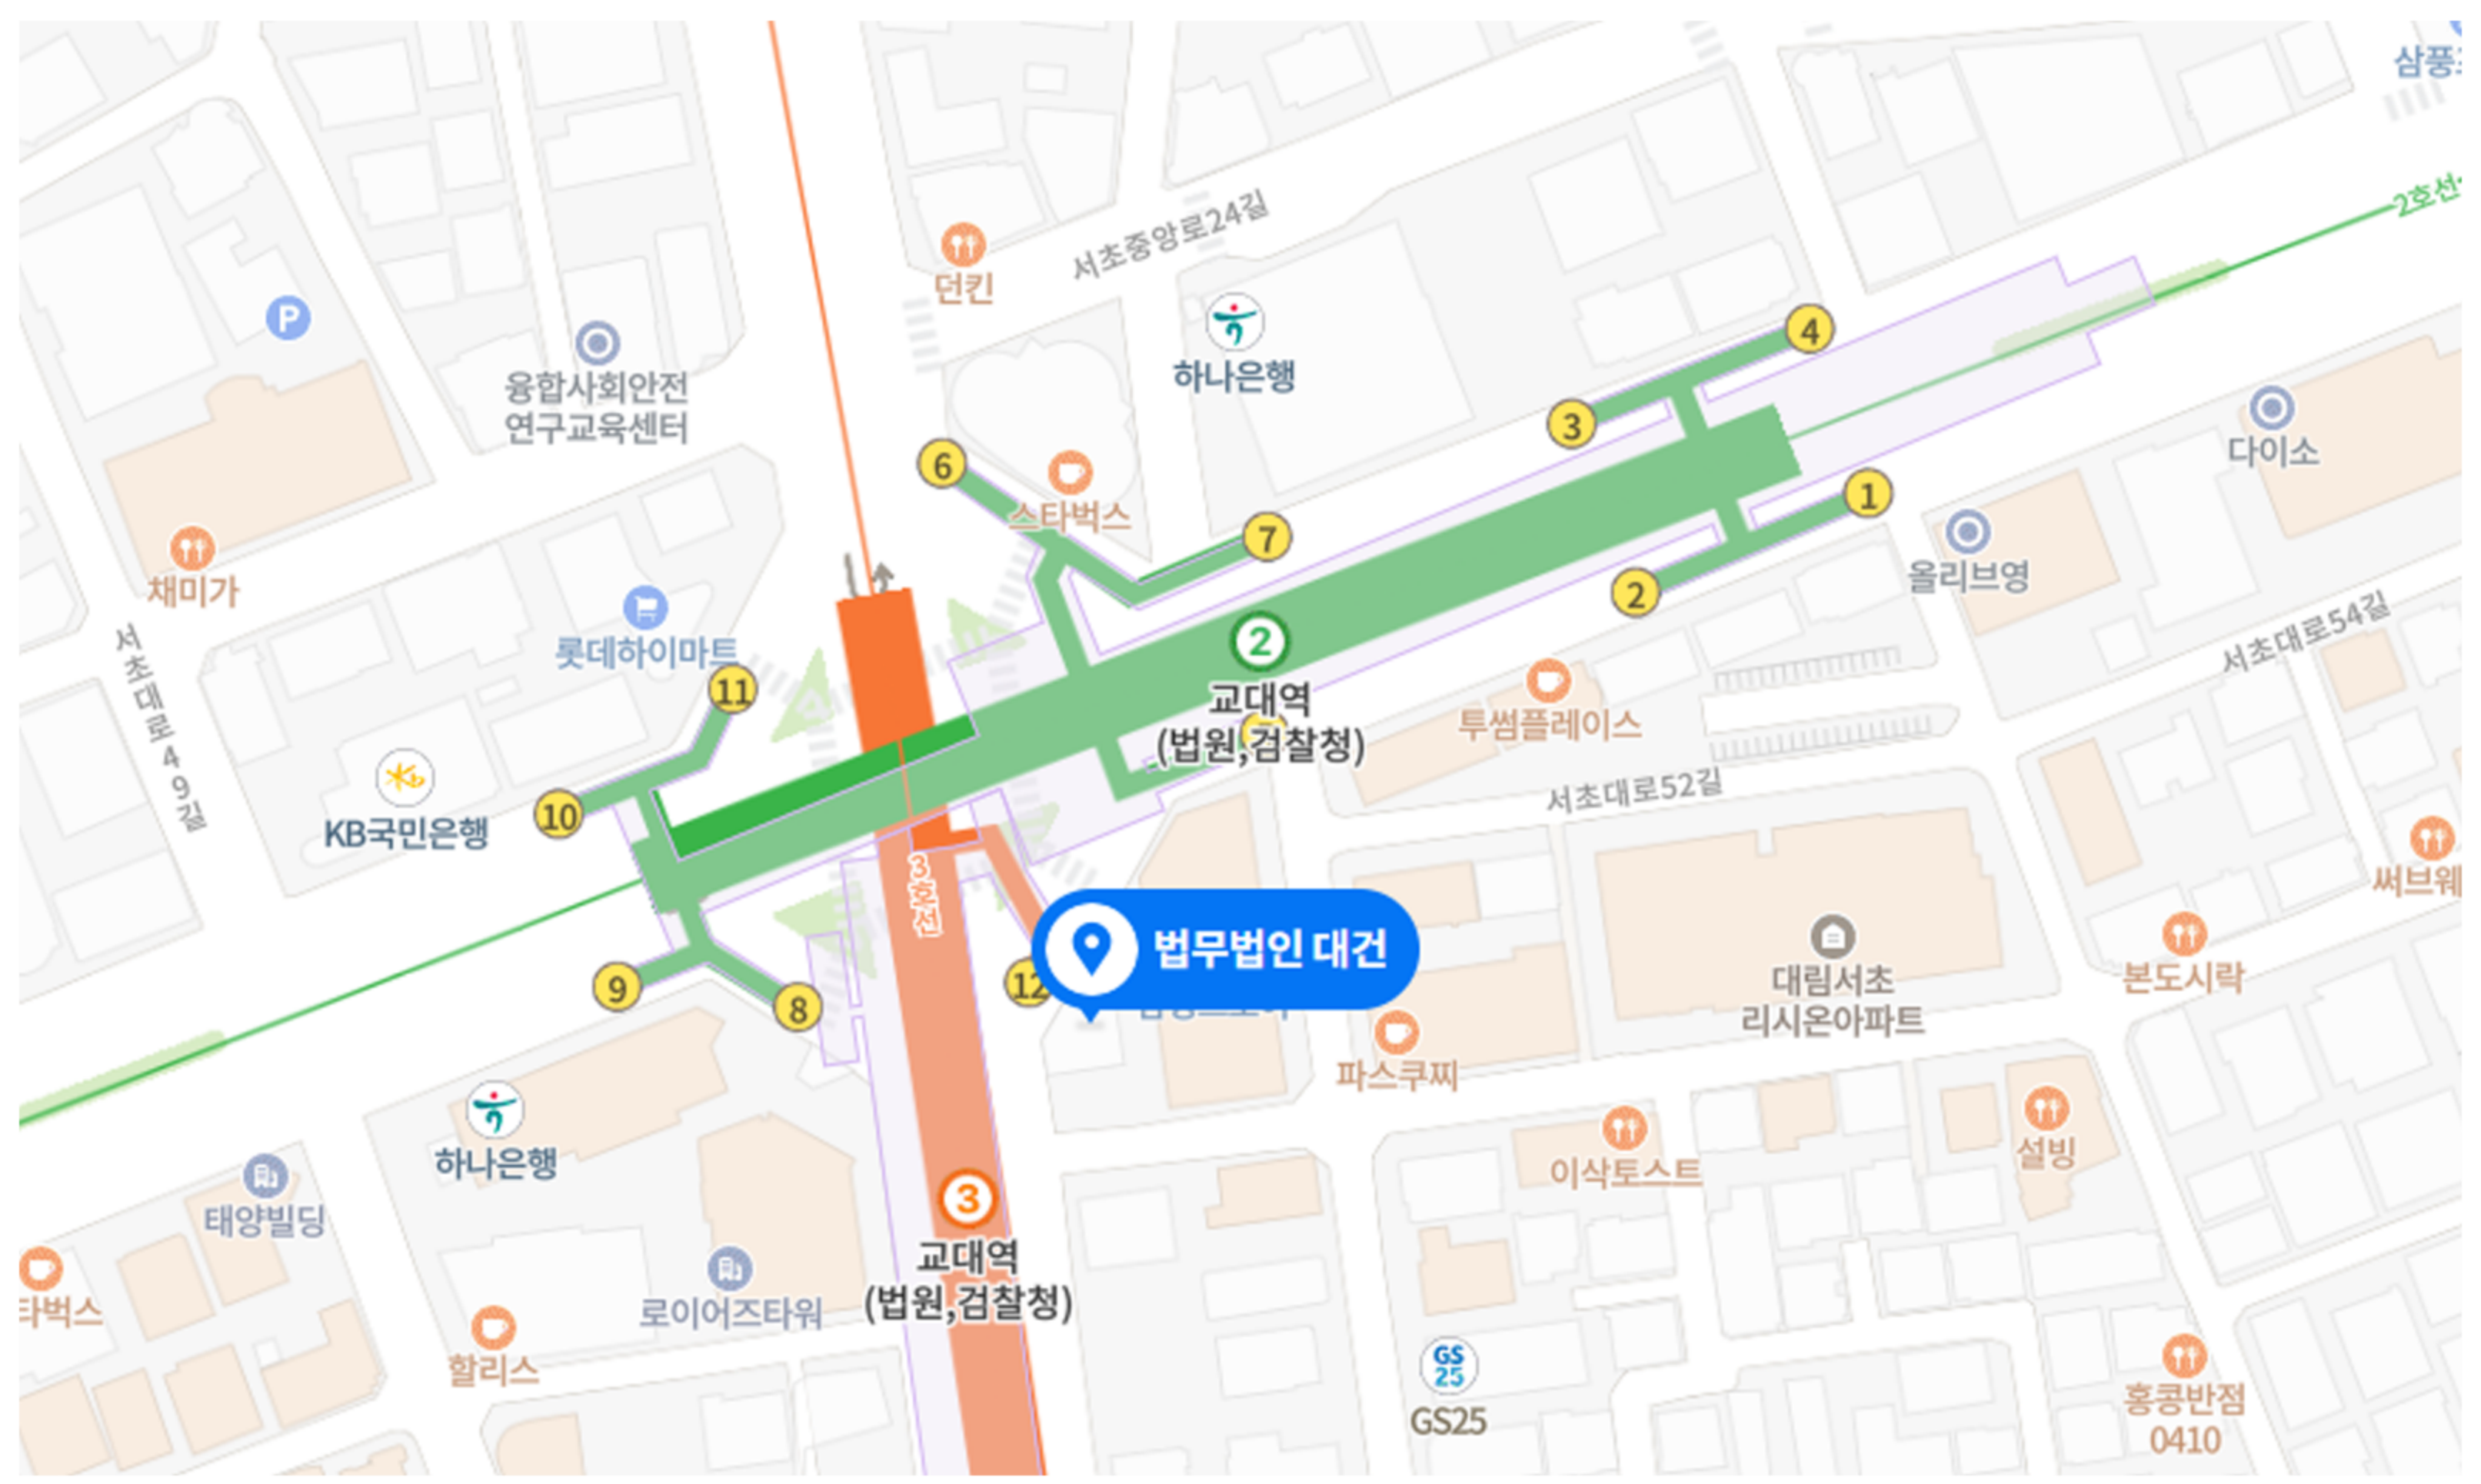 삼풍
2호선
서초중앙로24길
던킨
P
하나은행
융합사회안전
연구교육센터
4
3
6
다이소
스타벅스
1
7
올리브영
채미가
2
서초대로54길
롯데하이마트
서초대로49길
2
교대역
(법원,검찰청)
11
투썸플레이스
KB국민은행
10
서초대로52길
3호선
써브웨
법무법인 대건
12
9
8
대림서초
리시온아파트
본도시락
파스쿠찌
하나은행
이삭토스트
설빙
태양빌딩
3
교대역
(법원,검찰청)
로이어즈타워
타벅스
할리스
GS
25
GS25
홍콩반점
0410